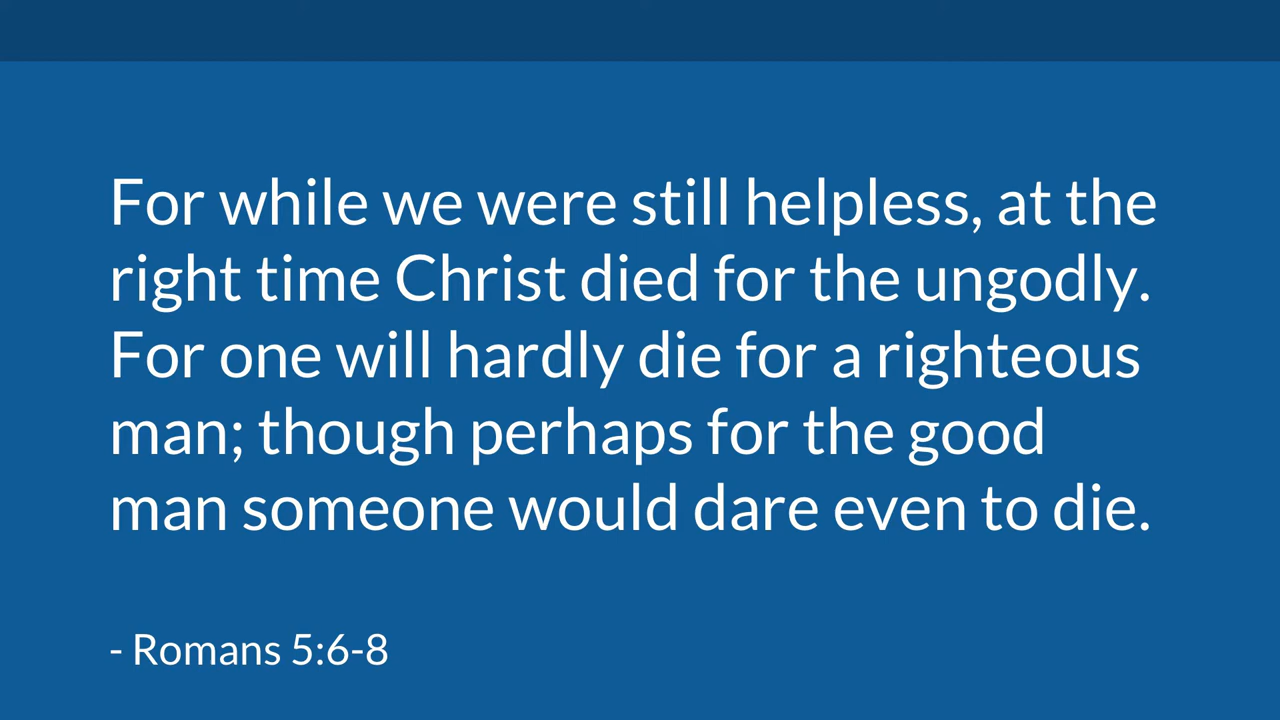 For while we were still helpless, at the
right time Christ died for the ungodly.
For one will hardly die for a righteous
man; though perhaps for the good
man someone would dare even to die.
- Romans 5:6-8